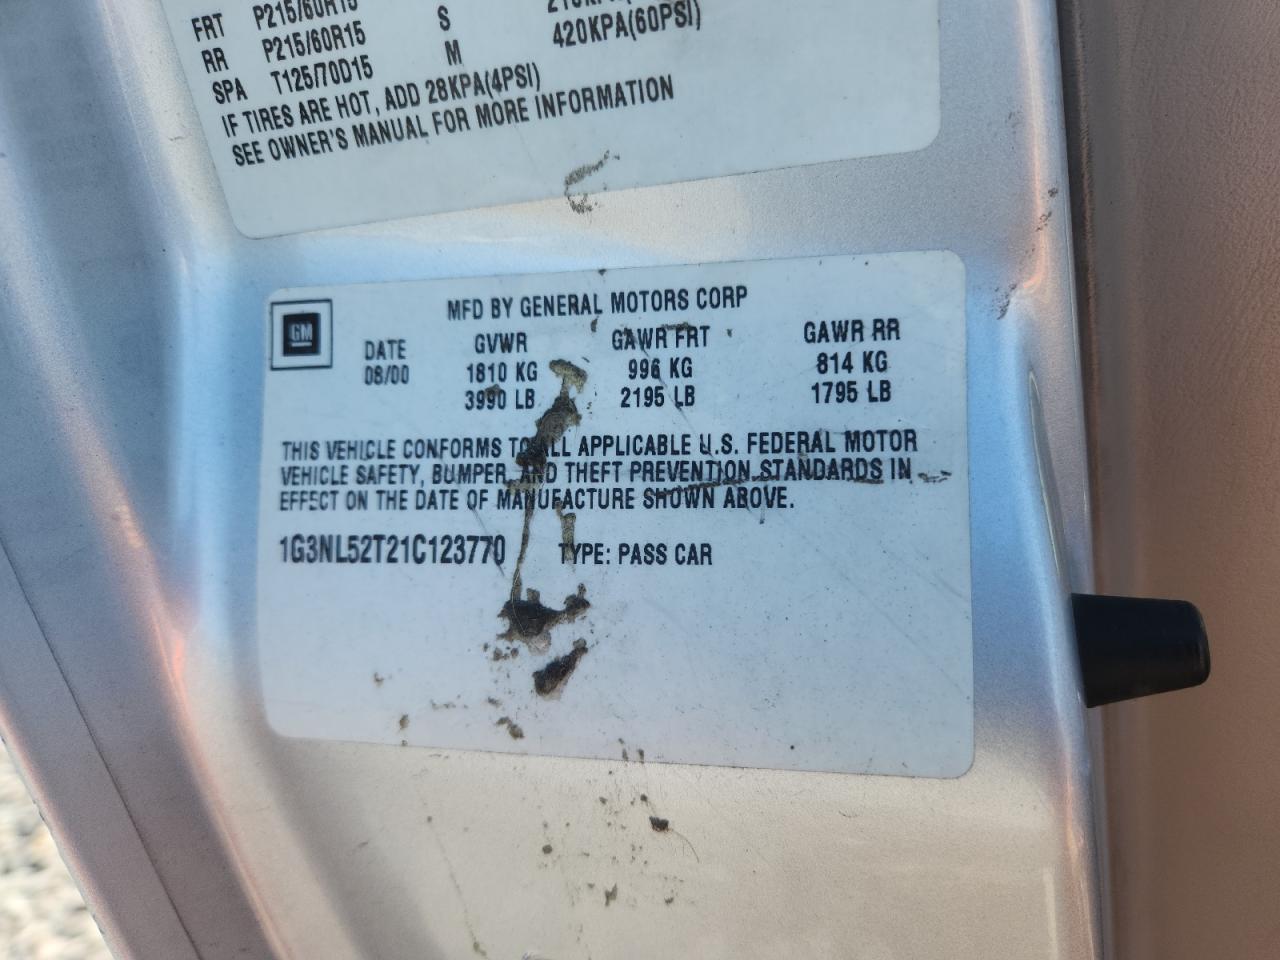 FRT P215/60R15
RR P215/60R15 S
SPA T125/70D15 M 420KPA(60PSI)
IF TIRES ARE HOT, ADD 28KPA(4PSI)
SEE OWNER'S MANUAL FOR MORE INFORMATION
GM
MFD BY GENERAL MOTORS CORP
DATE GVWR GAWR FRT GAWR RR
08/00 1810 KG 996 KG 814 KG
3990 LB 2195 LB 1795 LB
THIS VEHICLE CONFORMS TO ALL APPLICABLE U.S. FEDERAL MOTOR
VEHICLE SAFETY, BUMPER, AND THEFT PREVENTION STANDARDS IN
EFFECT ON THE DATE OF MANUFACTURE SHOWN ABOVE.
1G3NL52T21C123770 TYPE: PASS CAR